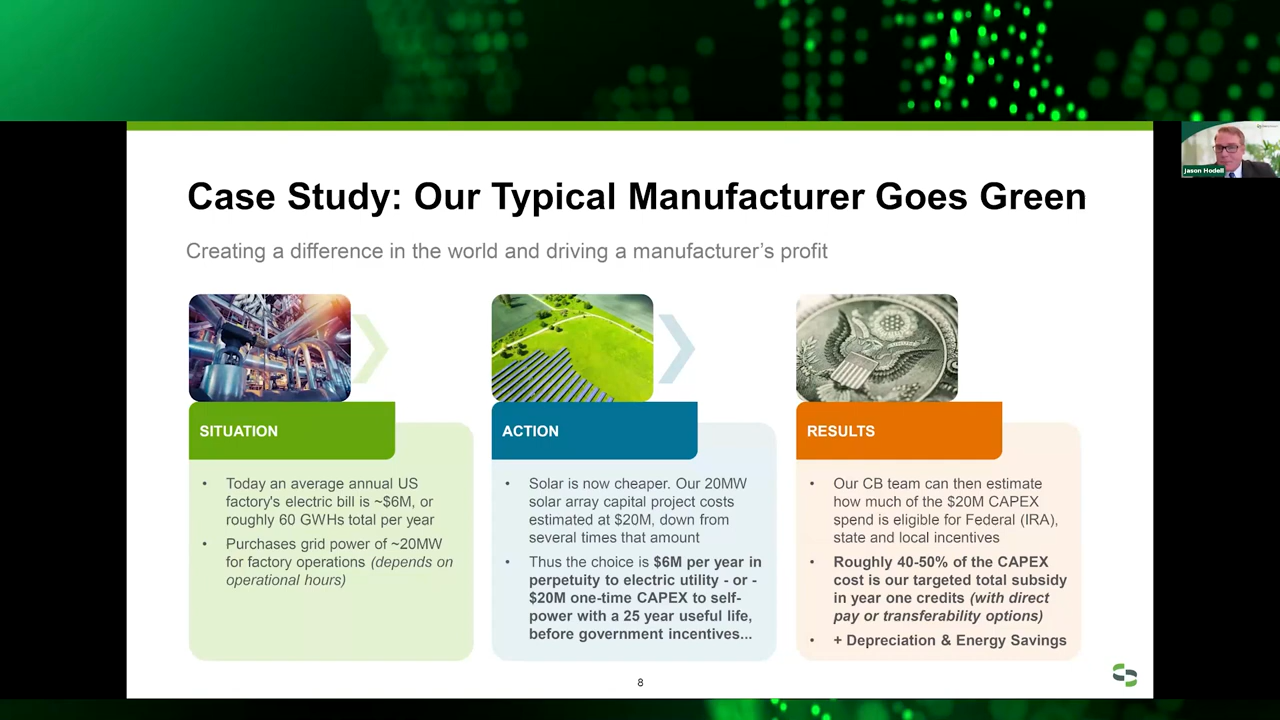 Case Study: Our Typical Manufacturer Goes Green
Creating a difference in the world and driving a manufacturer's profit
Jason Hodell
SITUATION
• Today an average annual US
factory's electric bill is ~$6M, or
roughly 60 GWHs total per year
• Purchases grid power of ~20MW
for factory operations (depends on
operational hours)
ACTION
• Solar is now cheaper. Our 20MW
solar array capital project costs
estimated at $20M, down from
several times that amount
• Thus the choice is $6M per year in
perpetuity to electric utility - or -
$20M one-time CAPEX to self-
power with a 25 year useful life,
before government incentives...
RESULTS
• Our CB team can then estimate
how much of the $20M CAPEX
spend is eligible for Federal (IRA),
state and local incentives
• Roughly 40-50% of the CAPEX
cost is our targeted total subsidy
in year one credits (with direct
pay or transferability options)
• + Depreciation & Energy Savings
8